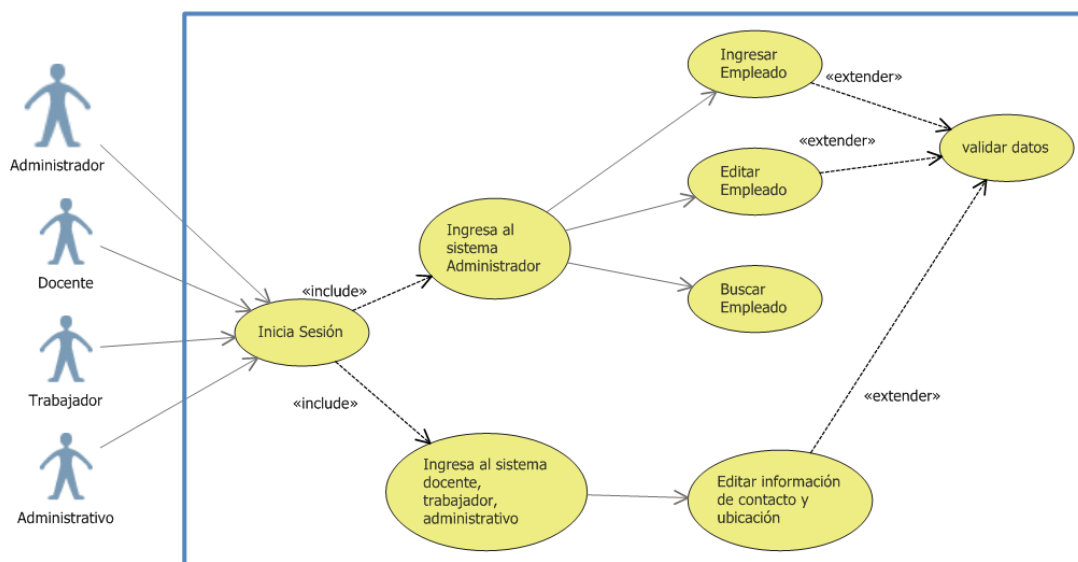 Administrador
Docente
Trabajador
Administrativo
Inicia Sesión
«include»
«include»
Ingresa al
sistema
Administrador
Ingresa al sistema
docente,
trabajador,
administrativo
Ingresar
Empleado
Editar
Empleado
Buscar
Empleado
Editar información
de contacto y
ubicación
«extender»
«extender»
«extender»
validar datos